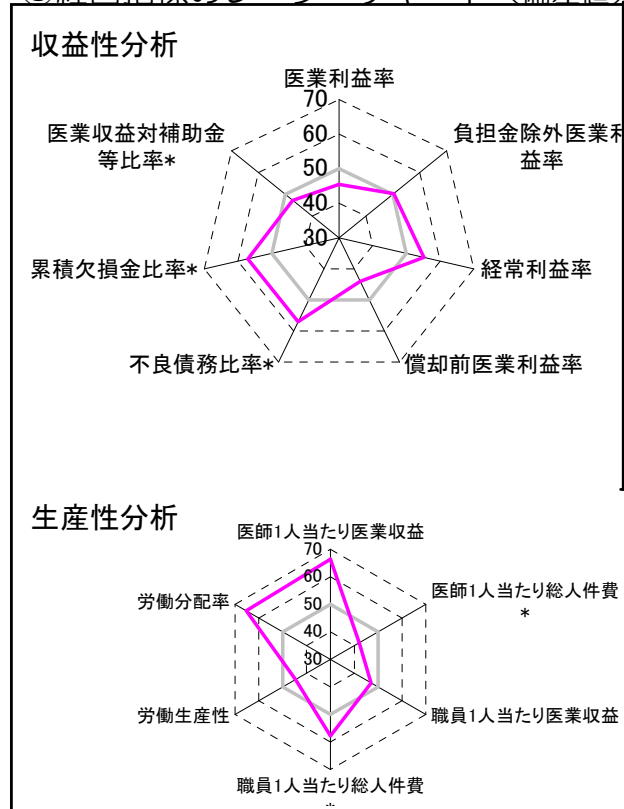 収益性分析
医業利益率
70
60
50
40
30
負担金除外医業利
益率
経常利益率
償却前医業利益率
不良債務比率*
累積欠損金比率*
医業収益対補助金
等比率*
生産性分析
医師1人当たり医業収益
70
60
50
40
30
医師1人当たり総人件費
*
職員1人当たり医業収益
職員1人当たり総人件費
*
労働生産性
労働分配率